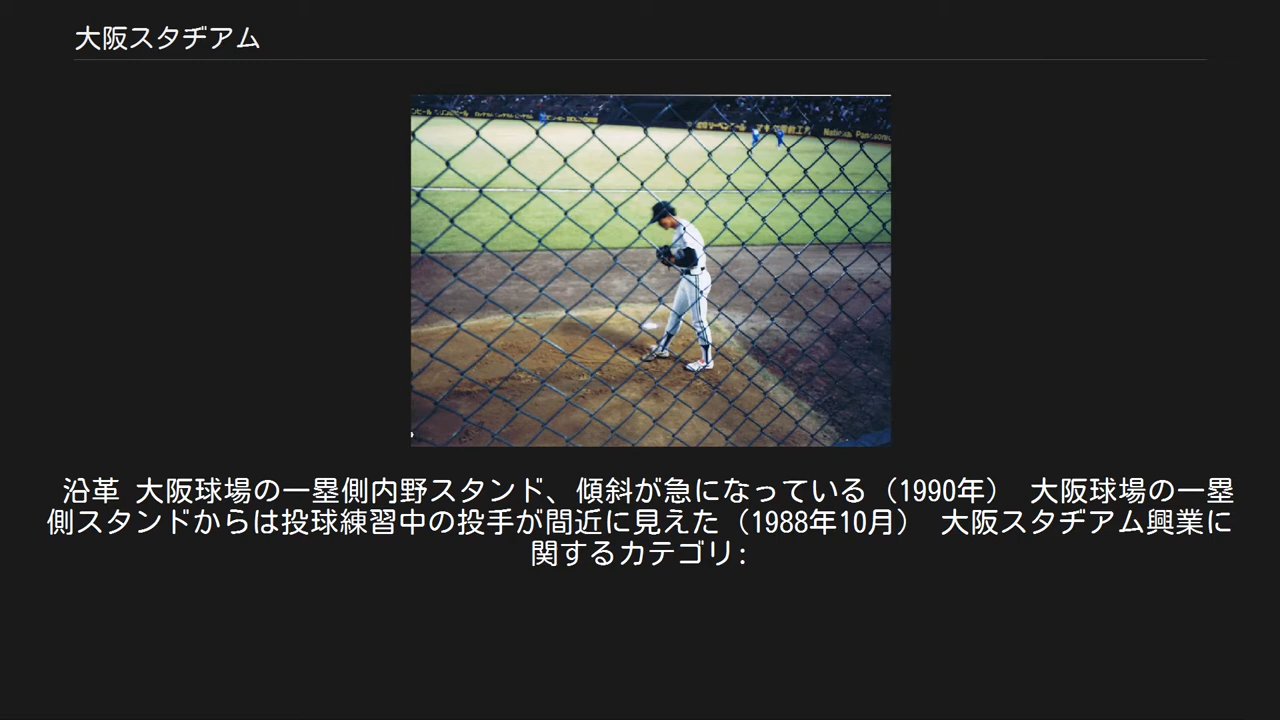 大阪スタヂアム
National Panasonic
沿革 大阪球場の一塁側内野スタンド、傾斜が急になっている（1990年） 大阪球場の一塁
側スタンドからは投球練習中の投手が間近に見えた（1988年10月） 大阪スタヂアム興業に
関するカテゴリ: